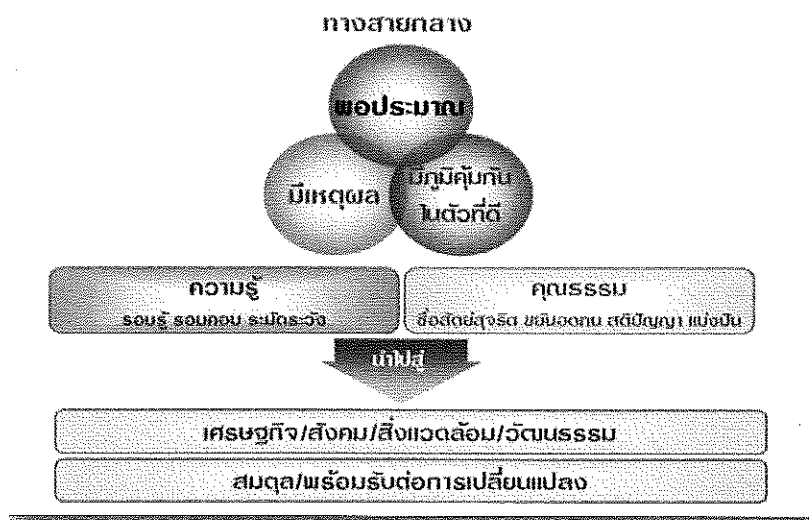 ทางสายกลาง
พอประมาณ
มีเหตุผล
มีภูมิคุ้มกัน
ในตัวที่ดี
ความรู้
รอบรู้ รอบคอบ ระมัดระวัง
คุณธรรม
ซื่อสัตย์สุจริต ขยันอดทน สติปัญญา แบ่งปัน
นำไปสู่
เศรษฐกิจ/สังคม/สิ่งแวดล้อม/วัฒนธรรม
สมดุล/พร้อมรับต่อการเปลี่ยนแปลง